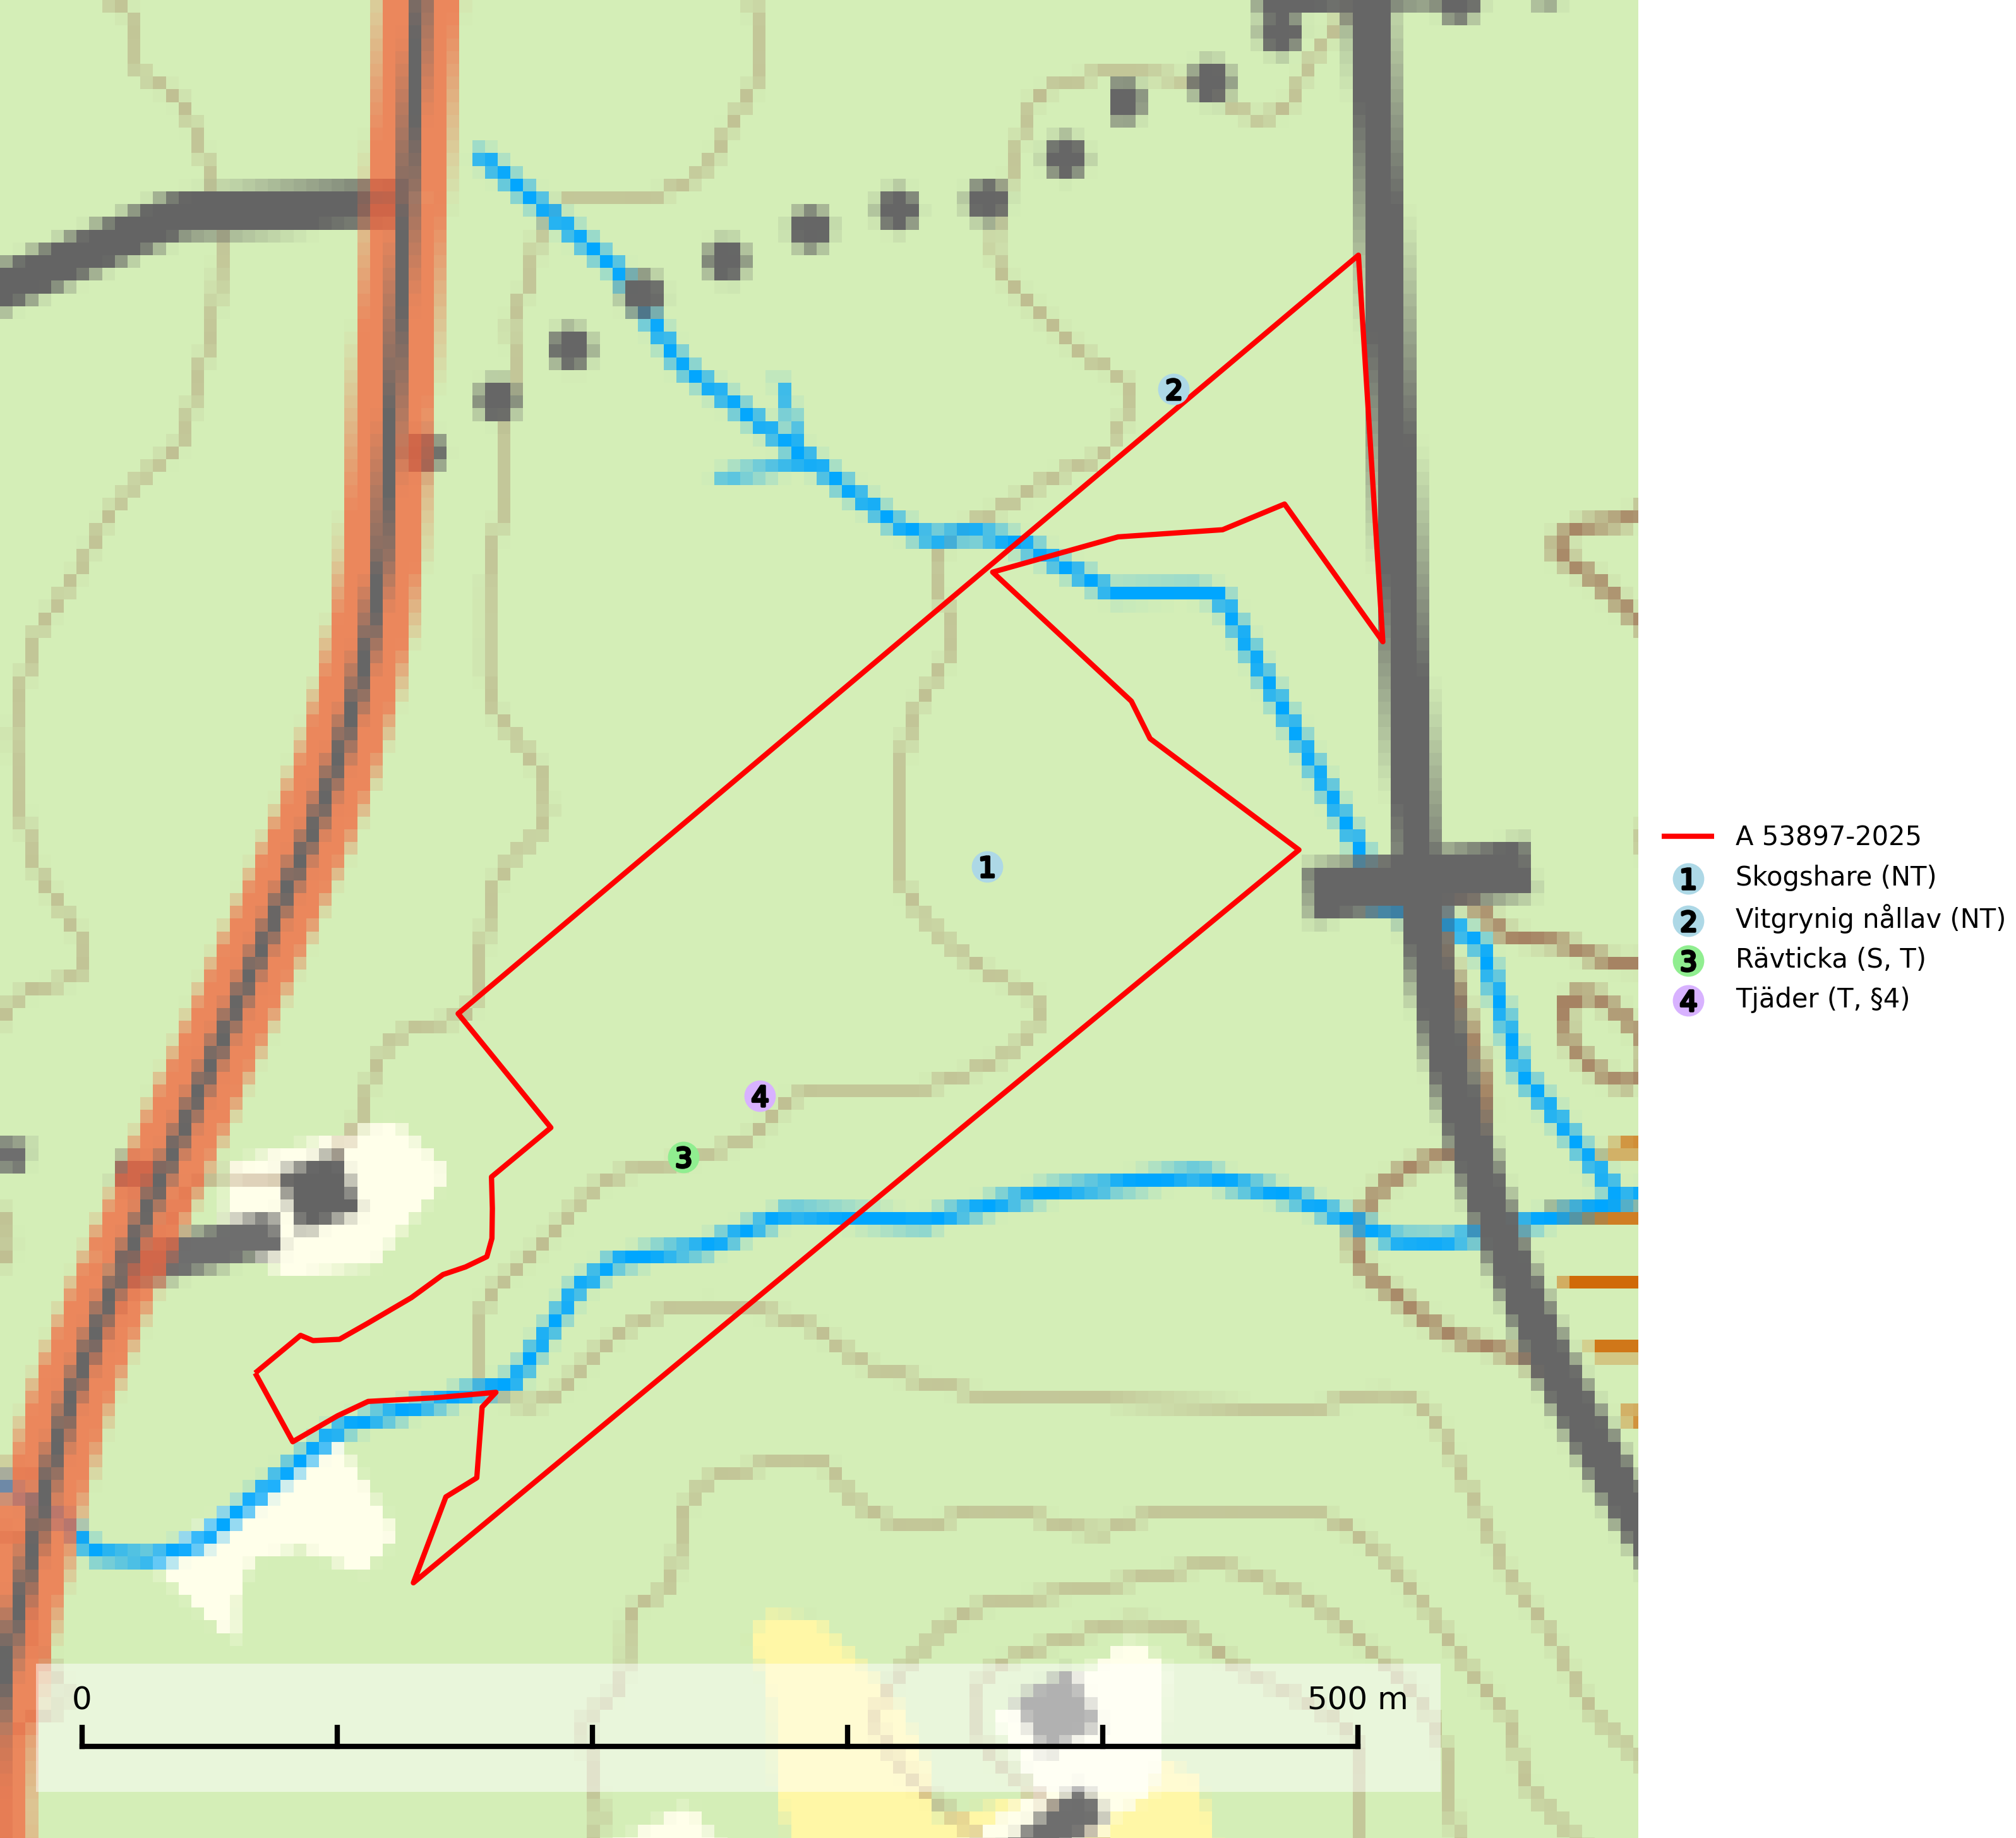 2
1
4
3
A 53897-2025
1 Skogshare (NT)
2 Vitgrynig nållav (NT)
3 Rävticka (S, T)
4 Tjäder (T, §4)
0 500 m